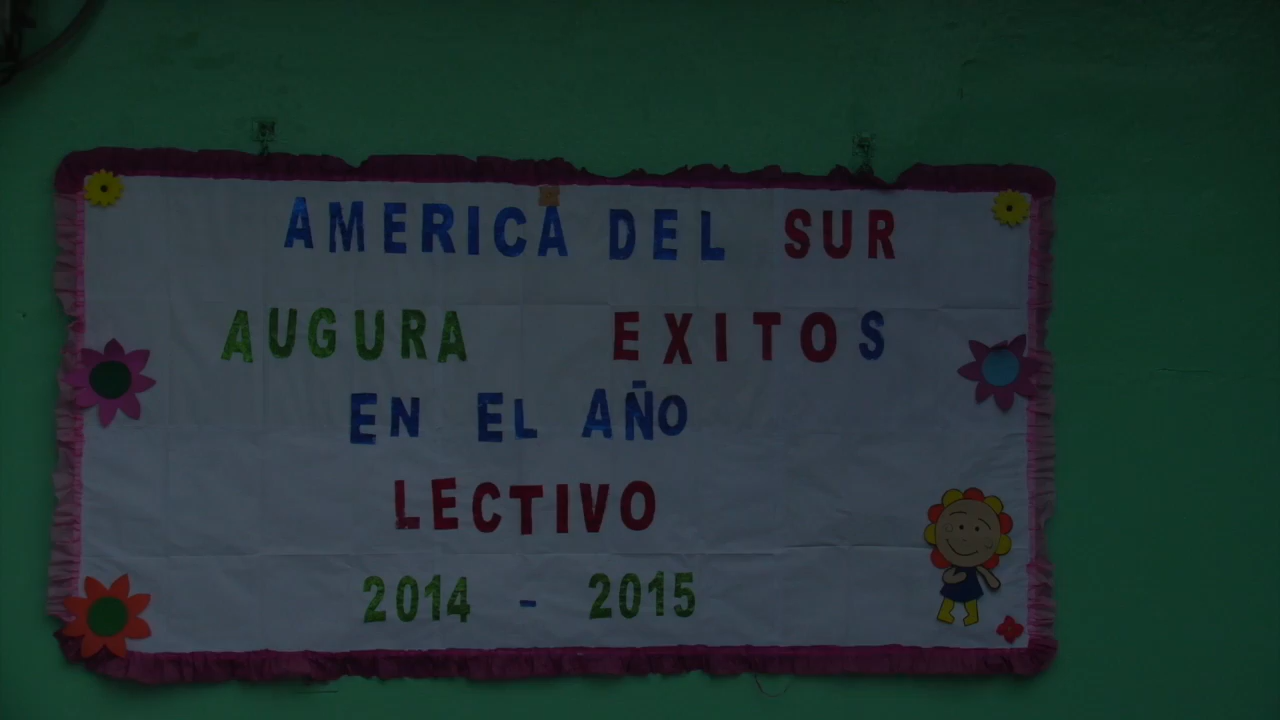 AMERICA DEL SUR
AUGURA EXITOS
EN EL AÑO
LECTIVO
2014 - 2015